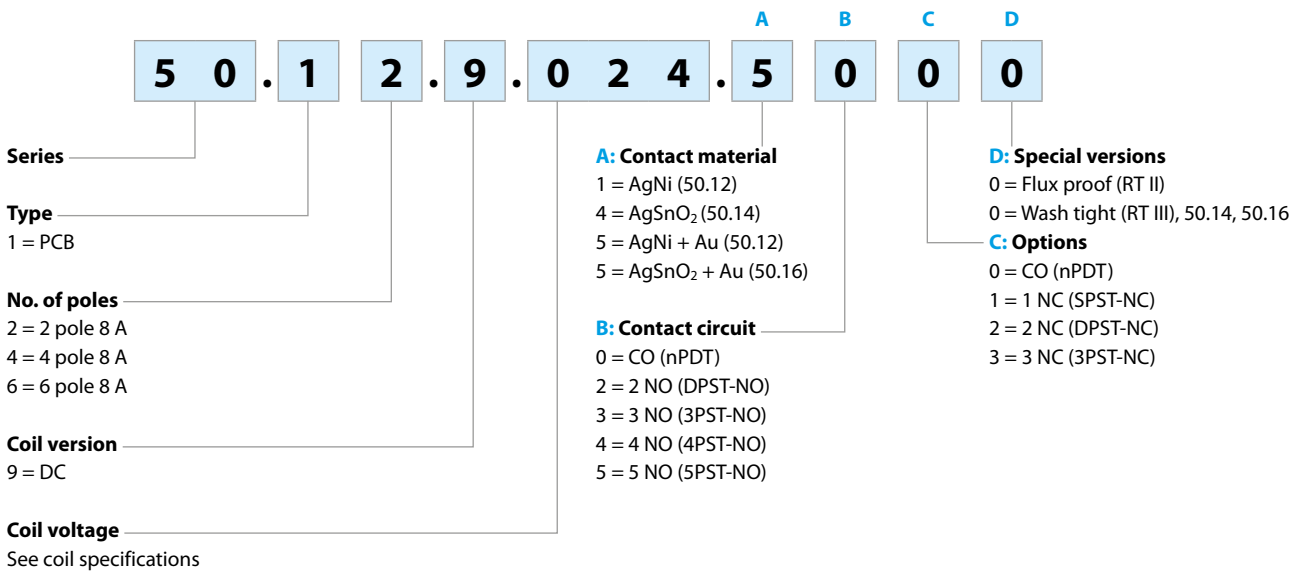 A B C D
5 0 . 1 2 . 9 . 0 2 4 . 5 0 0 0
Series
Type
1 = PCB
No. of poles
2 = 2 pole 8 A
4 = 4 pole 8 A
6 = 6 pole 8 A
Coil version
9 = DC
Coil voltage
See coil specifications
A: Contact material
1 = AgNi (50.12)
4 = AgSnO₂ (50.14)
5 = AgNi + Au (50.12)
5 = AgSnO₂ + Au (50.16)
B: Contact circuit
0 = CO (nPDT)
2 = 2 NO (DPST-NO)
3 = 3 NO (3PST-NO)
4 = 4 NO (4PST-NO)
5 = 5 NO (5PST-NO)
D: Special versions
0 = Flux proof (RT II)
0 = Wash tight (RT III), 50.14, 50.16
C: Options
0 = CO (nPDT)
1 = 1 NC (SPST-NC)
2 = 2 NC (DPST-NC)
3 = 3 NC (3PST-NC)